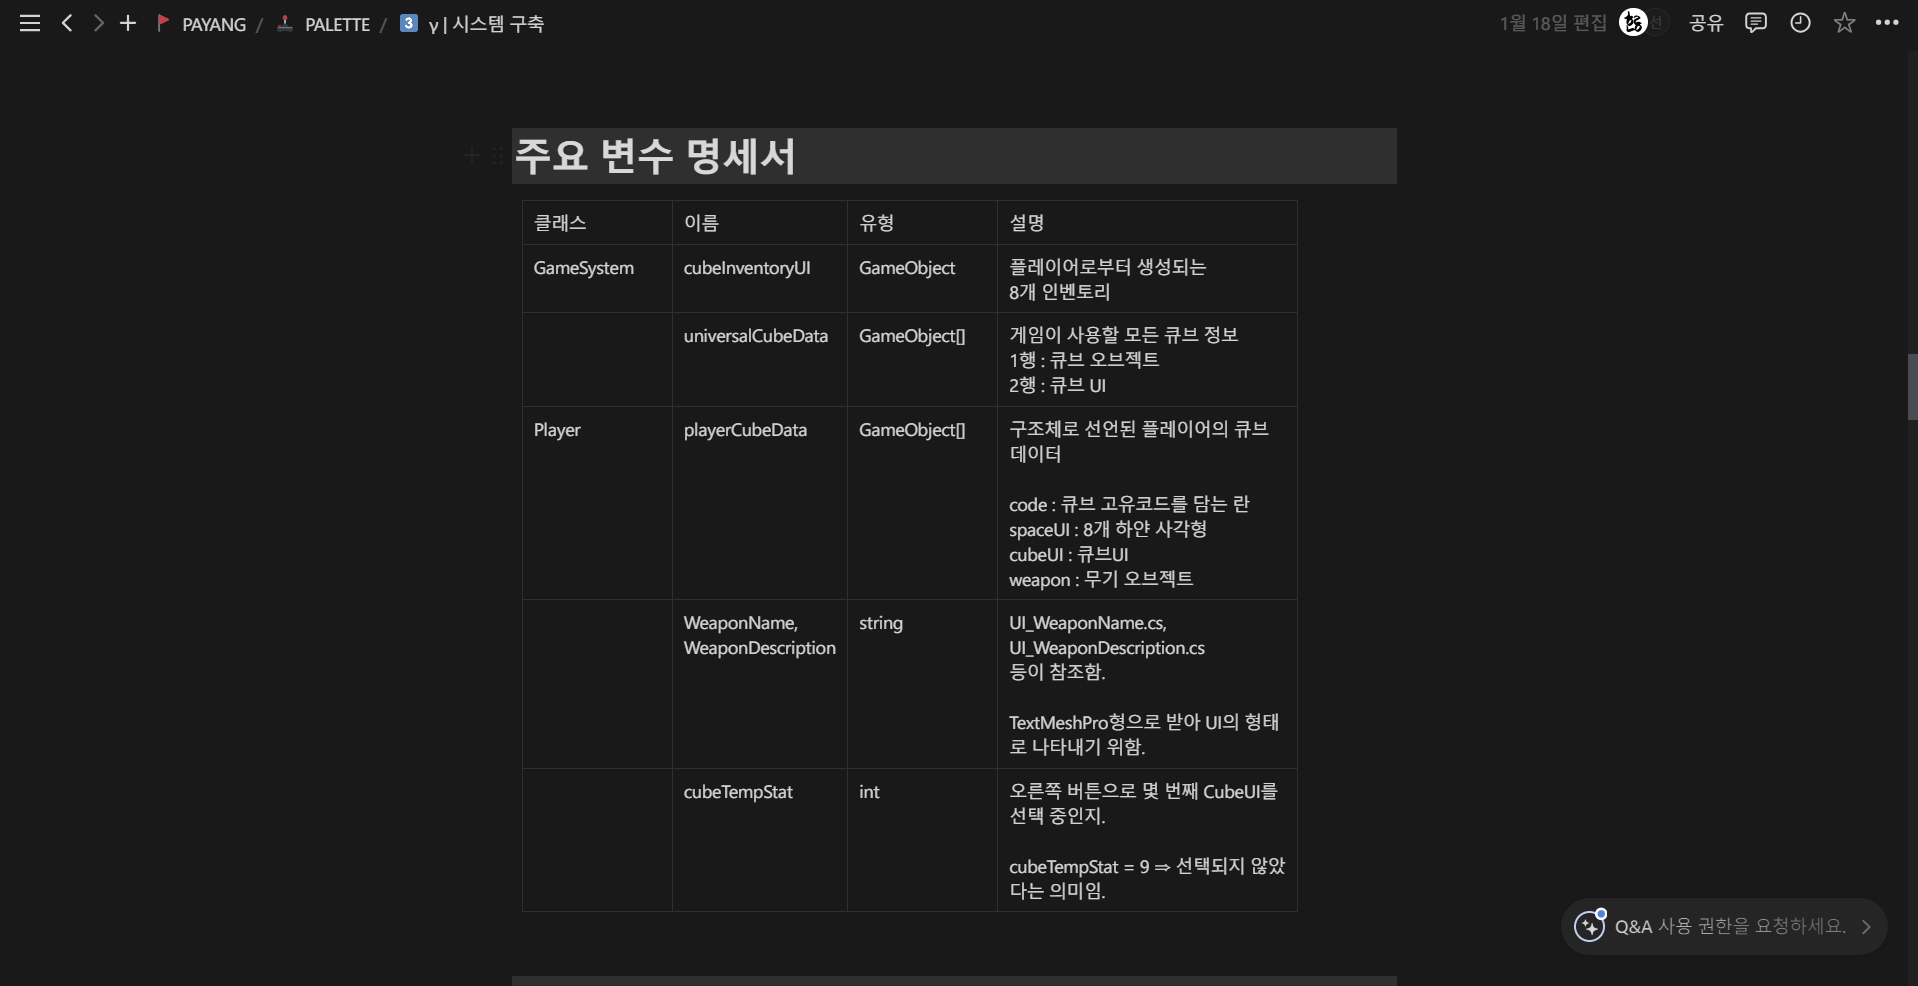 PAYANG / PALETTE / 3 γ | 시스템 구축
1월 18일 편집 선 공유
주요 변수 명세서
클래스 이름 유형 설명
GameSystem cubeInventoryUI GameObject 플레이어로부터 생성되는
8개 인벤토리
universalCubeData GameObject[] 게임이 사용할 모든 큐브 정보
1행 : 큐브 오브젝트
2행 : 큐브 UI
Player playerCubeData GameObject[] 구조체로 선언된 플레이어의 큐브
데이터
code : 큐브 고유코드를 담는 란
spaceUI : 8개 하얀 사각형
cubeUI : 큐브UI
weapon : 무기 오브젝트
WeaponName, string UI_WeaponName.cs,
WeaponDescription UI_WeaponDescription.cs
등이 참조함.
TextMeshPro형으로 받아 UI의 형태
로 나타내기 위함.
cubeTempStat int 오른쪽 버튼으로 몇 번째 CubeUI를
선택 중인지.
cubeTempStat = 9 ⇒ 선택되지 않았
다는 의미임.
Q&A 사용 권한을 요청하세요.